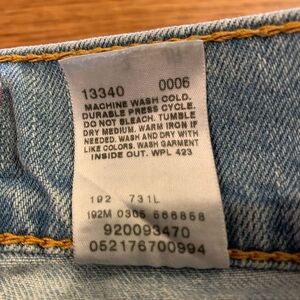 13340 0006
MACHINE WASH COLD.
DURABLE PRESS CYCLE.
DO NOT BLEACH. TUMBLE
DRY MEDIUM. WARM IRON IF
NEEDED. WASH AND DRY WITH
LIKE COLORS. WASH GARMENT
INSIDE OUT. WPL 423
192 731L
192M 0305 566858
920093470
052176700994